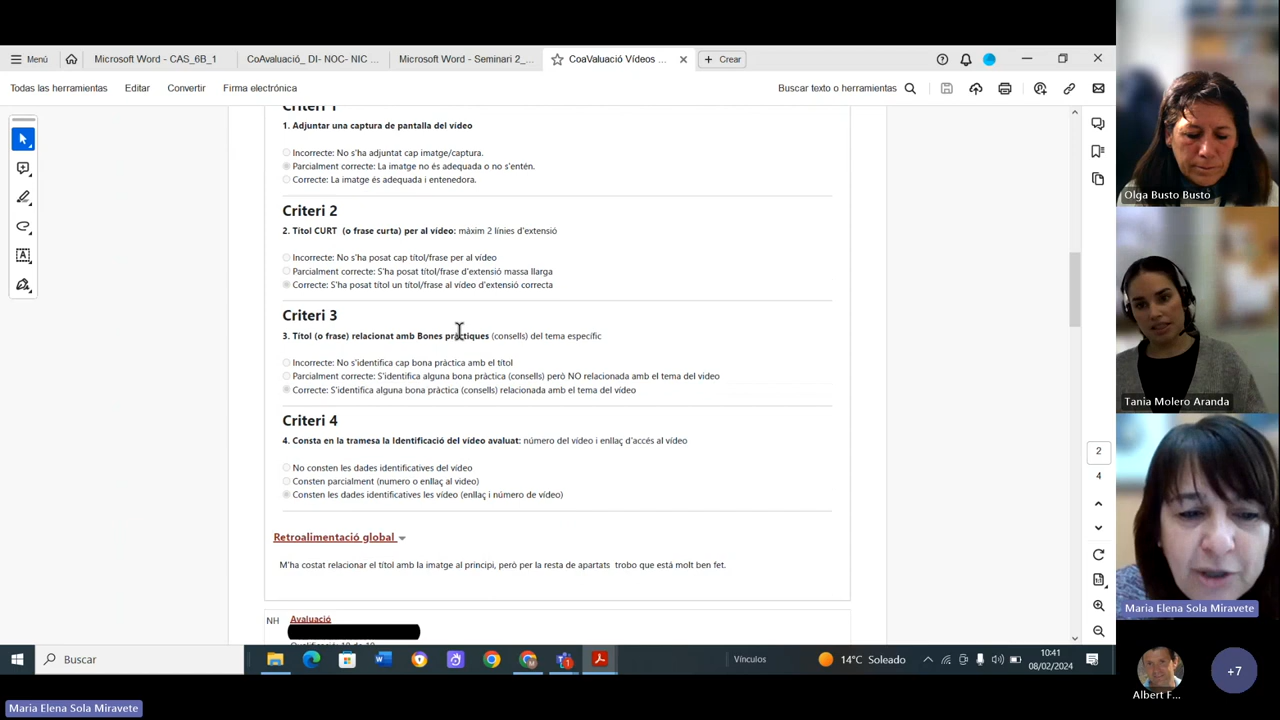 Menú
Microsoft Word - CAS_6B_1
CoAvaluació_ DI- NOC- NIC ...
Microsoft Word - Seminari 2_...
CoaValuació Vídeos ...
Crear
Todas las herramientas
Editar
Convertir
Firma electrónica
Buscar texto o herramientas
Criteri 1
1. Adjuntar una captura de pantalla del vídeo
Incorrecte: No s'ha adjuntat cap imatge/captura.
Parcialment correcte: La imatge no és adequada o no s'entén.
Correcte: La imatge és adequada i entenedora.
Criteri 2
2. Títol CURT (o frase curta) per al vídeo: màxim 2 línies d'extensió
Incorrecte: No s'ha posat cap títol/frase per al vídeo
Parcialment correcte: S'ha posat títol/frase d'extensió massa llarga
Correcte: S'ha posat títol un títol/frase al vídeo d'extensió correcta
Criteri 3
3. Títol (o frase) relacionat amb Bones pràctiques (consells) del tema específic
Incorrecte: No s'identifica cap bona pràctica amb el títol
Parcialment correcte: S'identifica alguna bona pràctica (consells) però NO relacionada amb el tema del video
Correcte: S'identifica alguna bona pràctica (consells) relacionada amb el tema del vídeo
Criteri 4
4. Consta en la tramesa la Identificació del vídeo avaluat: número del vídeo i enllaç d'accés al vídeo
No consten les dades identificatives del vídeo
Consten parcialment (numero o enllaç al video)
Consten les dades identificatives les vídeo (enllaç i número de vídeo)
Retroalimentació global
M'ha costat relacionar el títol amb la imatge al principi, però per la resta de apartats trobo que està molt ben fet.
NH
Avaluació
2
4
Buscar
Vínculos
14°C Soleado
10:41
08/02/2024
Maria Elena Sola Miravete
Olga Busto Busto
Tania Molero Aranda
Maria Elena Sola Miravete
Albert F...
+7